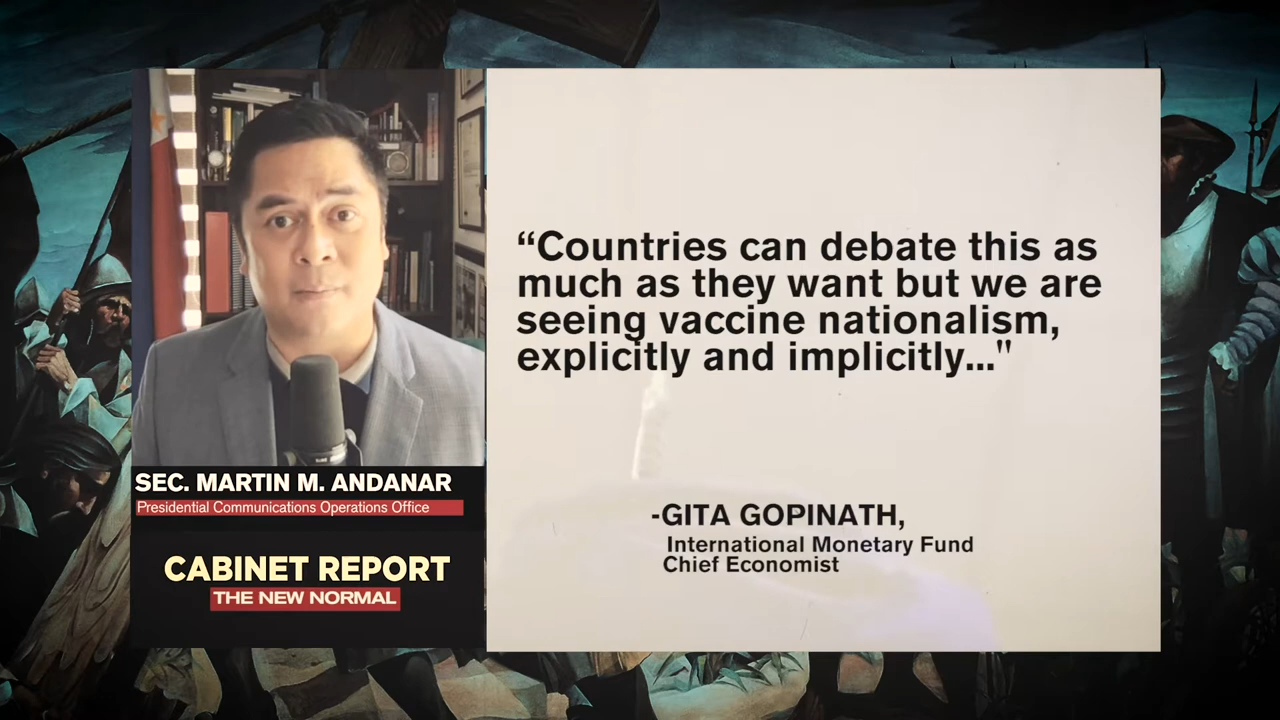 SEC. MARTIN M. ANDANAR
Presidential Communications Operations Office
CABINET REPORT
THE NEW NORMAL
“Countries can debate this as
much as they want but we are
seeing vaccine nationalism,
explicitly and implicitly..."
-GITA GOPINATH,
International Monetary Fund
Chief Economist